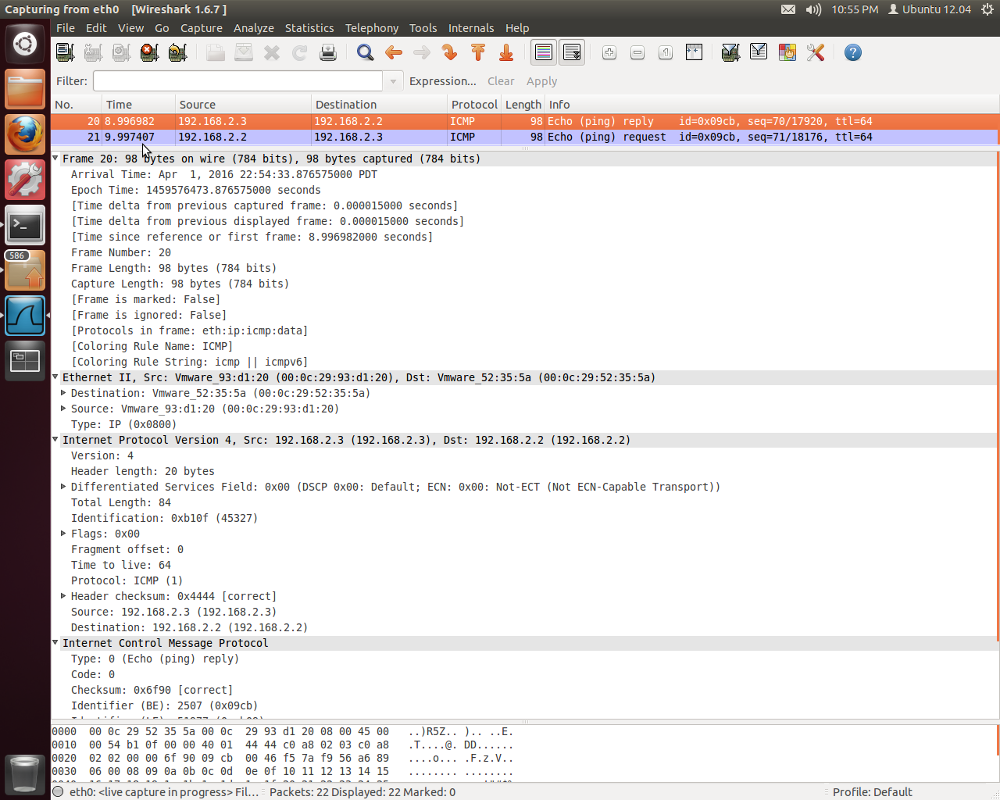 Capturing from eth0   [Wireshark 1.6.7 ]
10:55 PM Ubuntu 12.04
File Edit View Go Capture Analyze Statistics Telephony Tools Internals Help
Filter: Expression... Clear Apply
No. Time Source Destination Protocol Length Info
20 8.996982 192.168.2.3 192.168.2.2 ICMP 98 Echo (ping) reply id=0x09cb, seq=70/17920, ttl=64
21 9.997407 192.168.2.2 192.168.2.3 ICMP 98 Echo (ping) request id=0x09cb, seq=71/18176, ttl=64
Frame 20: 98 bytes on wire (784 bits), 98 bytes captured (784 bits)
Arrival Time: Apr  1, 2016 22:54:33.876575000 PDT
Epoch Time: 1459576473.876575000 seconds
[Time delta from previous captured frame: 0.000015000 seconds]
[Time delta from previous displayed frame: 0.000015000 seconds]
[Time since reference or first frame: 8.996982000 seconds]
Frame Number: 20
586
Frame Length: 98 bytes (784 bits)
Capture Length: 98 bytes (784 bits)
[Frame is marked: False]
[Frame is ignored: False]
[Protocols in frame: eth:ip:icmp:data]
[Coloring Rule Name: ICMP]
[Coloring Rule String: icmp || icmpv6]
Ethernet II, Src: Vmware_93:d1:20 (00:0c:29:93:d1:20), Dst: Vmware_52:35:5a (00:0c:29:52:35:5a)
Destination: Vmware_52:35:5a (00:0c:29:52:35:5a)
Source: Vmware_93:d1:20 (00:0c:29:93:d1:20)
Type: IP (0x0800)
Internet Protocol Version 4, Src: 192.168.2.3 (192.168.2.3), Dst: 192.168.2.2 (192.168.2.2)
Version: 4
Header length: 20 bytes
Differentiated Services Field: 0x00 (DSCP 0x00: Default; ECN: 0x00: Not-ECT (Not ECN-Capable Transport))
Total Length: 84
Identification: 0xb10f (45327)
Flags: 0x00
Fragment offset: 0
Time to live: 64
Protocol: ICMP (1)
Header checksum: 0x4444 [correct]
Source: 192.168.2.3 (192.168.2.3)
Destination: 192.168.2.2 (192.168.2.2)
Internet Control Message Protocol
Type: 0 (Echo (ping) reply)
Code: 0
Checksum: 0x6f90 [correct]
Identifier (BE): 2507 (0x09cb)
0000  00 0c 29 52 35 5a 00 0c  29 93 d1 20 08 00 45 00   ..)R5Z.. ).. ..E.
0010  00 54 b1 0f 00 00 40 01  44 44 c0 a8 02 03 c0 a8   .T....@. DD......
0020  02 02 00 00 6f 90 09 cb  00 46 f5 7a f9 56 a6 89   ....o... .F.z.V..
0030  06 00 08 09 0a 0b 0c 0d  0e 0f 10 11 12 13 14 15   ........ ........
eth0: <live capture in progress> Fil... Packets: 22 Displayed: 22 Marked: 0 Profile: Default